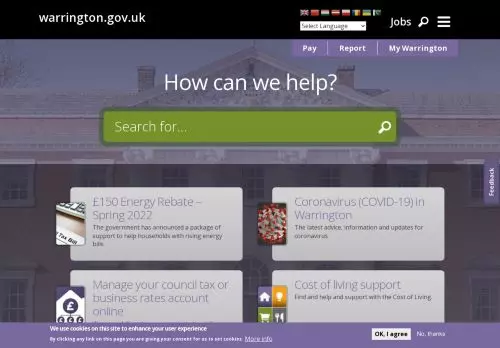 warrington.gov.uk
Select Language
Jobs
Pay
Report
My Warrington
How can we help?
Search for...
Feedback
£150 Energy Rebate –
Spring 2022
The government has announced a package of
support to help households with rising energy
bills
Tax Bill
Coronavirus (COVID-19) in
Warrington
The latest advice, information and updates for
coronavirus
Manage your council tax or
business rates account
online
Cost of living support
Find and help and support with the Cost of Living.
We use cookies on this site to enhance your user experience
By clicking any link on this page you are giving your consent for us to set cookies. More info
OK, I agree
No, thanks